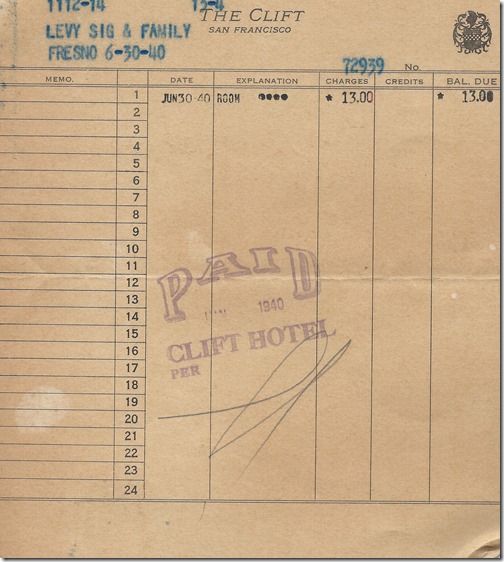 1112-14 13-4
THE CLIFT
SAN FRANCISCO
LEVY SIG & FAMILY
FRESNO 6-30-40
72939 No.
MEMO. DATE EXPLANATION CHARGES CREDITS BAL. DUE
1 JUN30-40 ROOM •••• * 13.00 * 13.00
2
3
4
5
6
7
8
9
10
11
12
13
14
15
16
17
18
19
20
21
22
23
24
PAID
1940
CLIFT HOTEL
PER